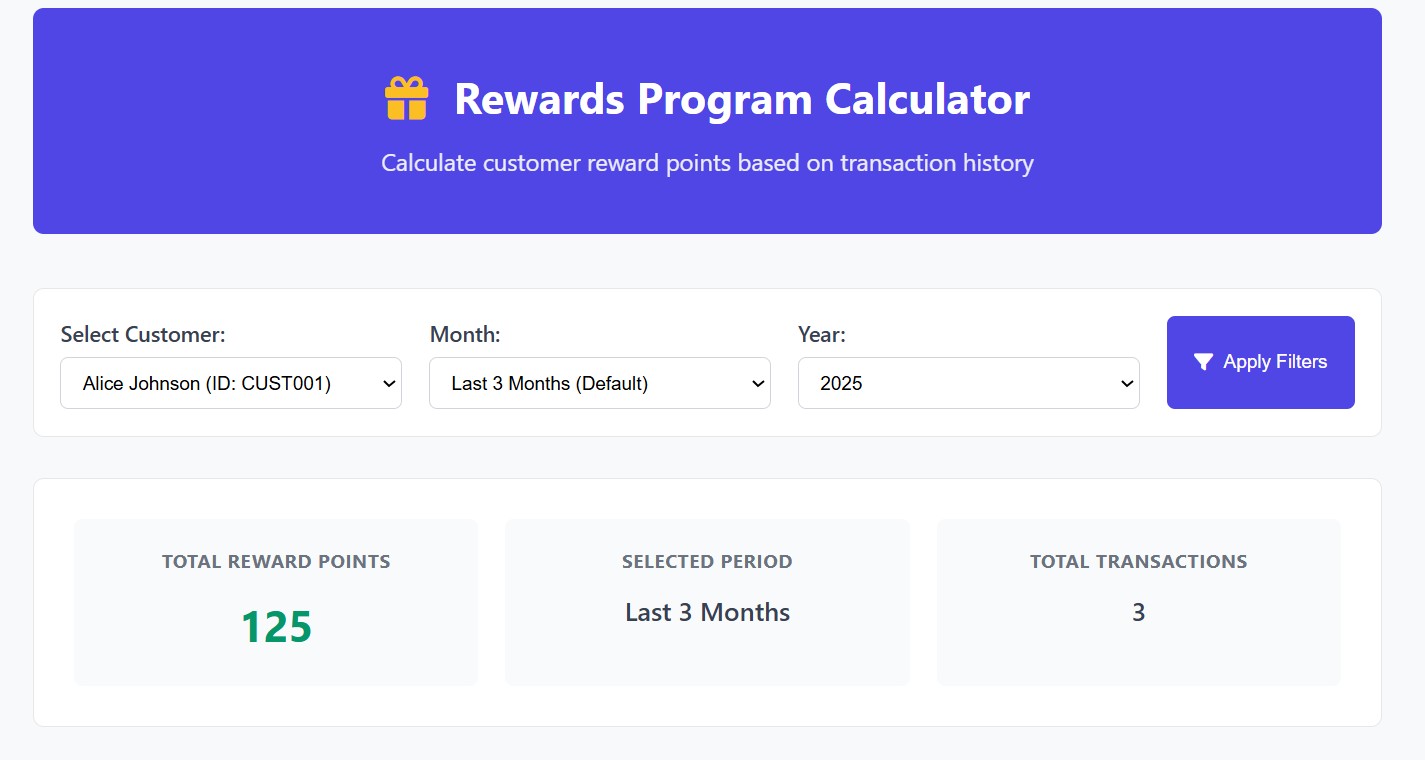 Rewards Program Calculator
Calculate customer reward points based on transaction history
Select Customer:
Alice Johnson (ID: CUST001)
Month:
Last 3 Months (Default)
Year:
2025
Apply Filters
TOTAL REWARD POINTS
125
SELECTED PERIOD
Last 3 Months
TOTAL TRANSACTIONS
3